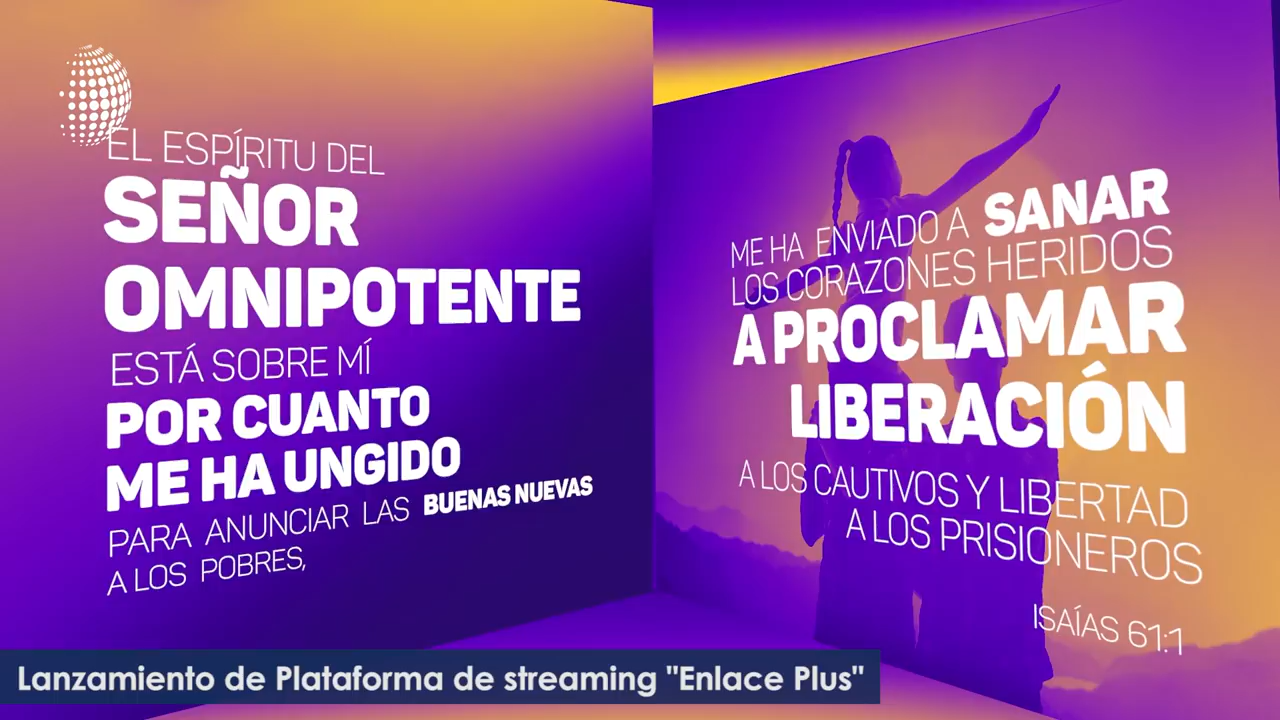 EL ESPÍRITU DEL
SEÑOR
OMNIPOTENTE
ESTÁ SOBRE MÍ
POR CUANTO
ME HA UNGIDO
PARA ANUNCIAR LAS BUENAS NUEVAS
A LOS POBRES,
ME HA ENVIADO A SANAR
LOS CORAZONES HERIDOS
A PROCLAMAR
LIBERACIÓN
A LOS CAUTIVOS Y LIBERTAD
A LOS PRISIONEROS
ISAÍAS 61:1
Lanzamiento de Plataforma de streaming "Enlace Plus"